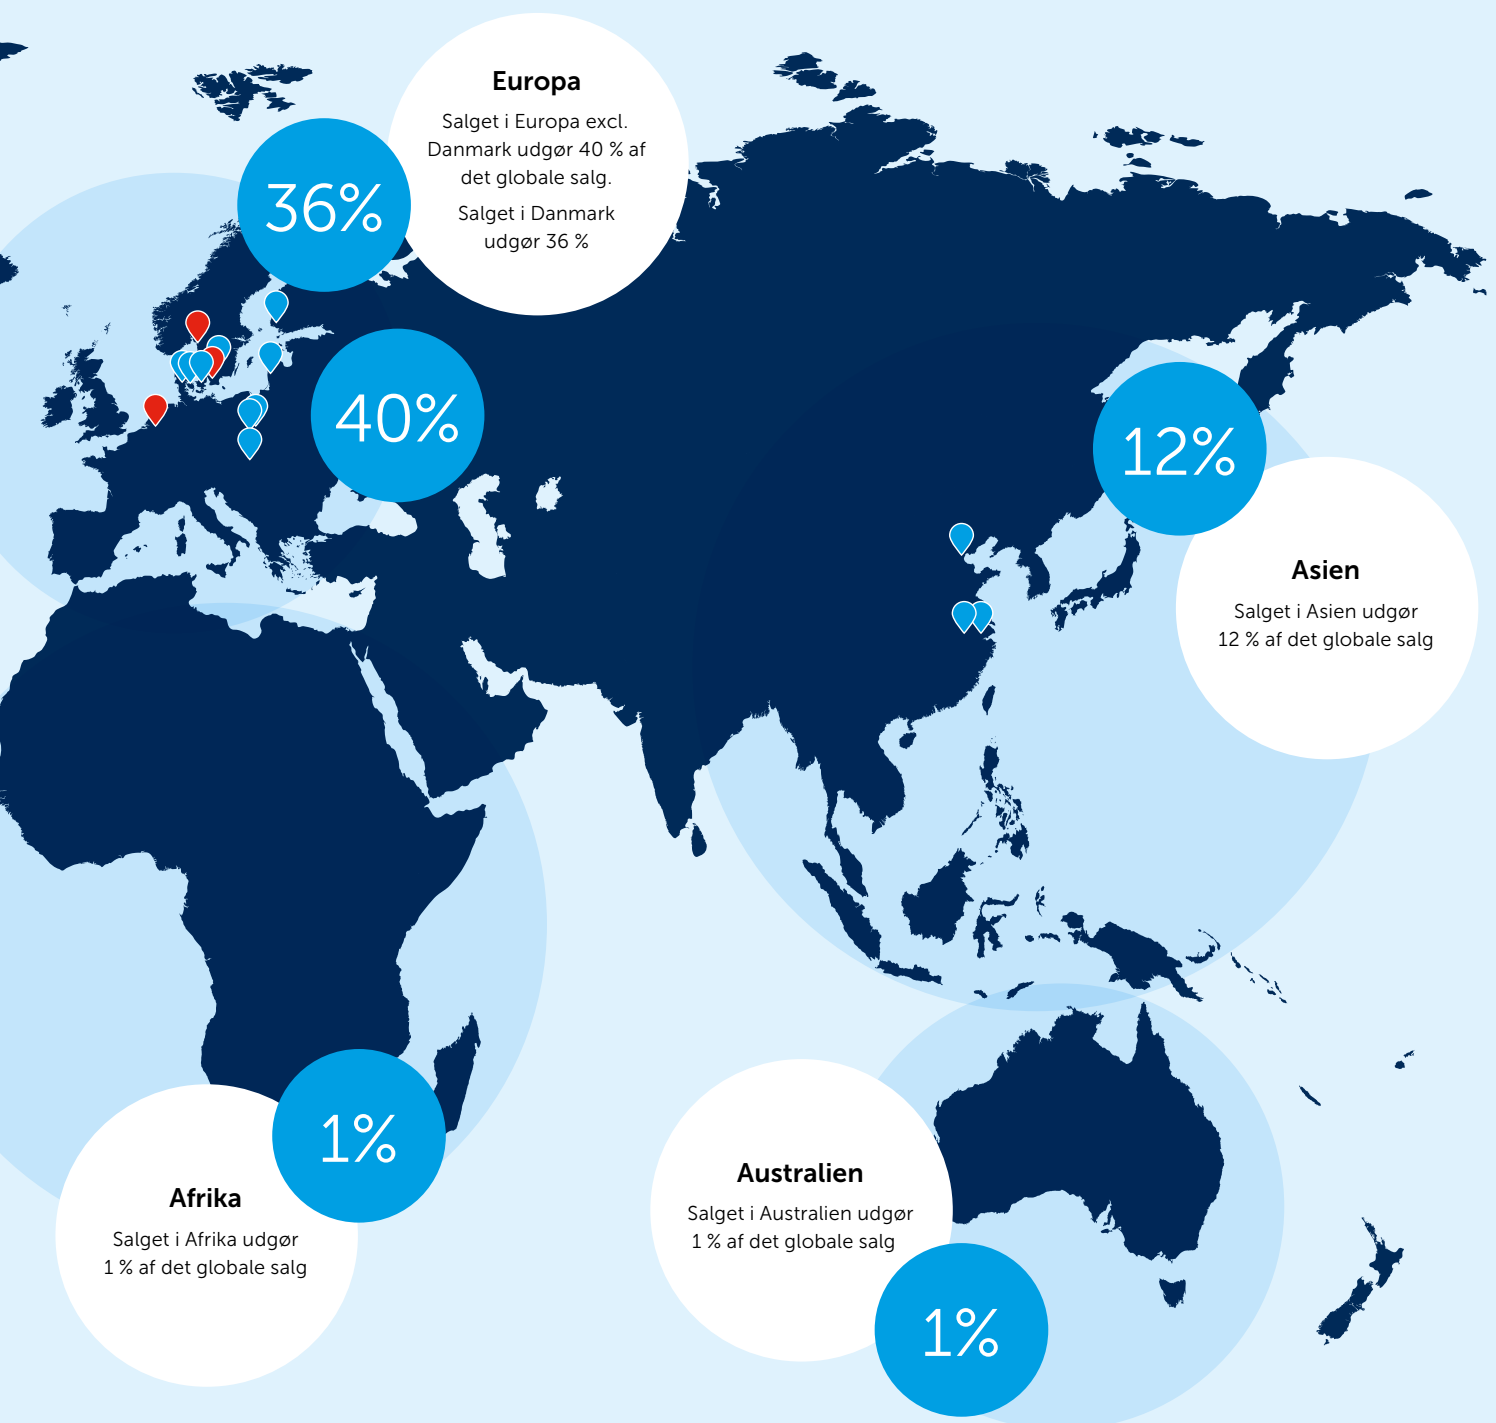 Europa
Salget i Europa excl.
Danmark udgør 40 % af
det globale salg.
Salget i Danmark
udgør 36 %
36%
40%
12%
Asien
Salget i Asien udgør
12 % af det globale salg
1%
Afrika
Salget i Afrika udgør
1 % af det globale salg
Australien
Salget i Australien udgør
1 % af det globale salg
1%